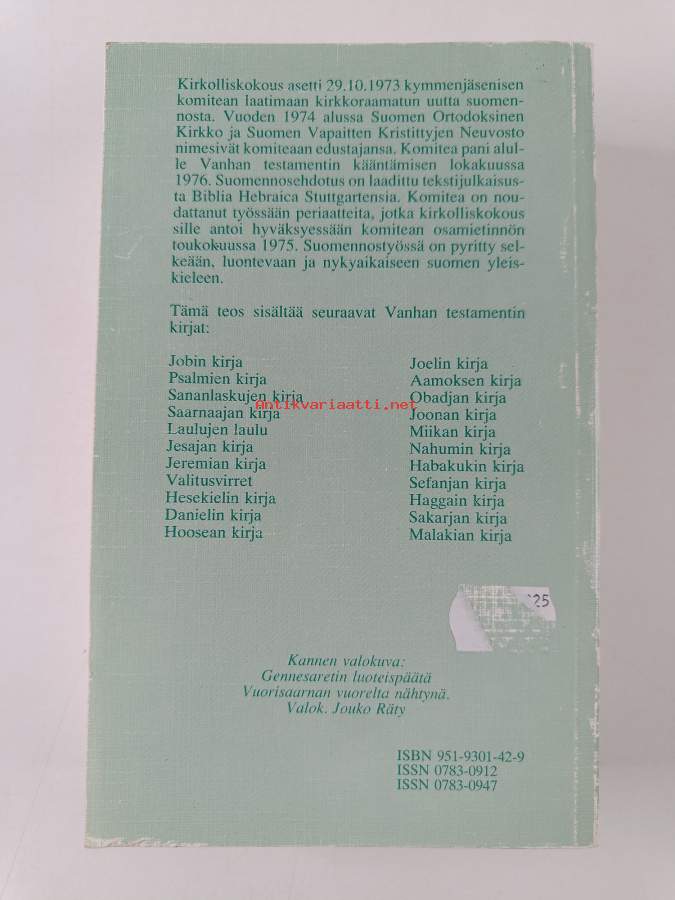 Kirkolliskokous asetti 29.10.1973 kymmenjäsenisen
komitean laatimaan kirkkoraamatun uutta suomen-
nosta. Vuoden 1974 alussa Suomen Ortodoksinen
Kirkko ja Suomen Vapaitten Kristittyjen Neuvosto
nimesivät komiteaan edustajansa. Komitea pani alul-
le Vanhan testamentin kääntämisen lokakuussa
1976. Suomennosehdotus on laadittu tekstijulkaisus-
ta Biblia Hebraica Stuttgartensia. Komitea on nou-
dattanut työssään periaatteita, jotka kirkolliskokous
sille antoi hyväksyessään komitean osamietinnön
toukokuussa 1975. Suomennostyössä on pyritty sel-
keään, luontevaan ja nykyaikaiseen suomen yleis-
kieleen.
Tämä teos sisältää seuraavat Vanhan testamentin
kirjat:
Jobin kirja
Psalmien kirja
Sananlaskujen kirja
Saarnaajan kirja
Laulujen laulu
Jesajan kirja
Jeremian kirja
Valitusvirret
Hesekielin kirja
Danielin kirja
Hoosean kirja
Joelin kirja
Aamoksen kirja
Obadjan kirja
Joonan kirja
Miikan kirja
Nahumin kirja
Habakukin kirja
Sefanjan kirja
Haggain kirja
Sakarjan kirja
Malakian kirja
Antikvariaatti.net
25
Kannen valokuva:
Gennesaretin luoteispäätä
Vuorisaarnan vuorelta nähtynä.
Valok. Jouko Räty
ISBN 951-9301-42-9
ISSN 0783-0912
ISSN 0783-0947